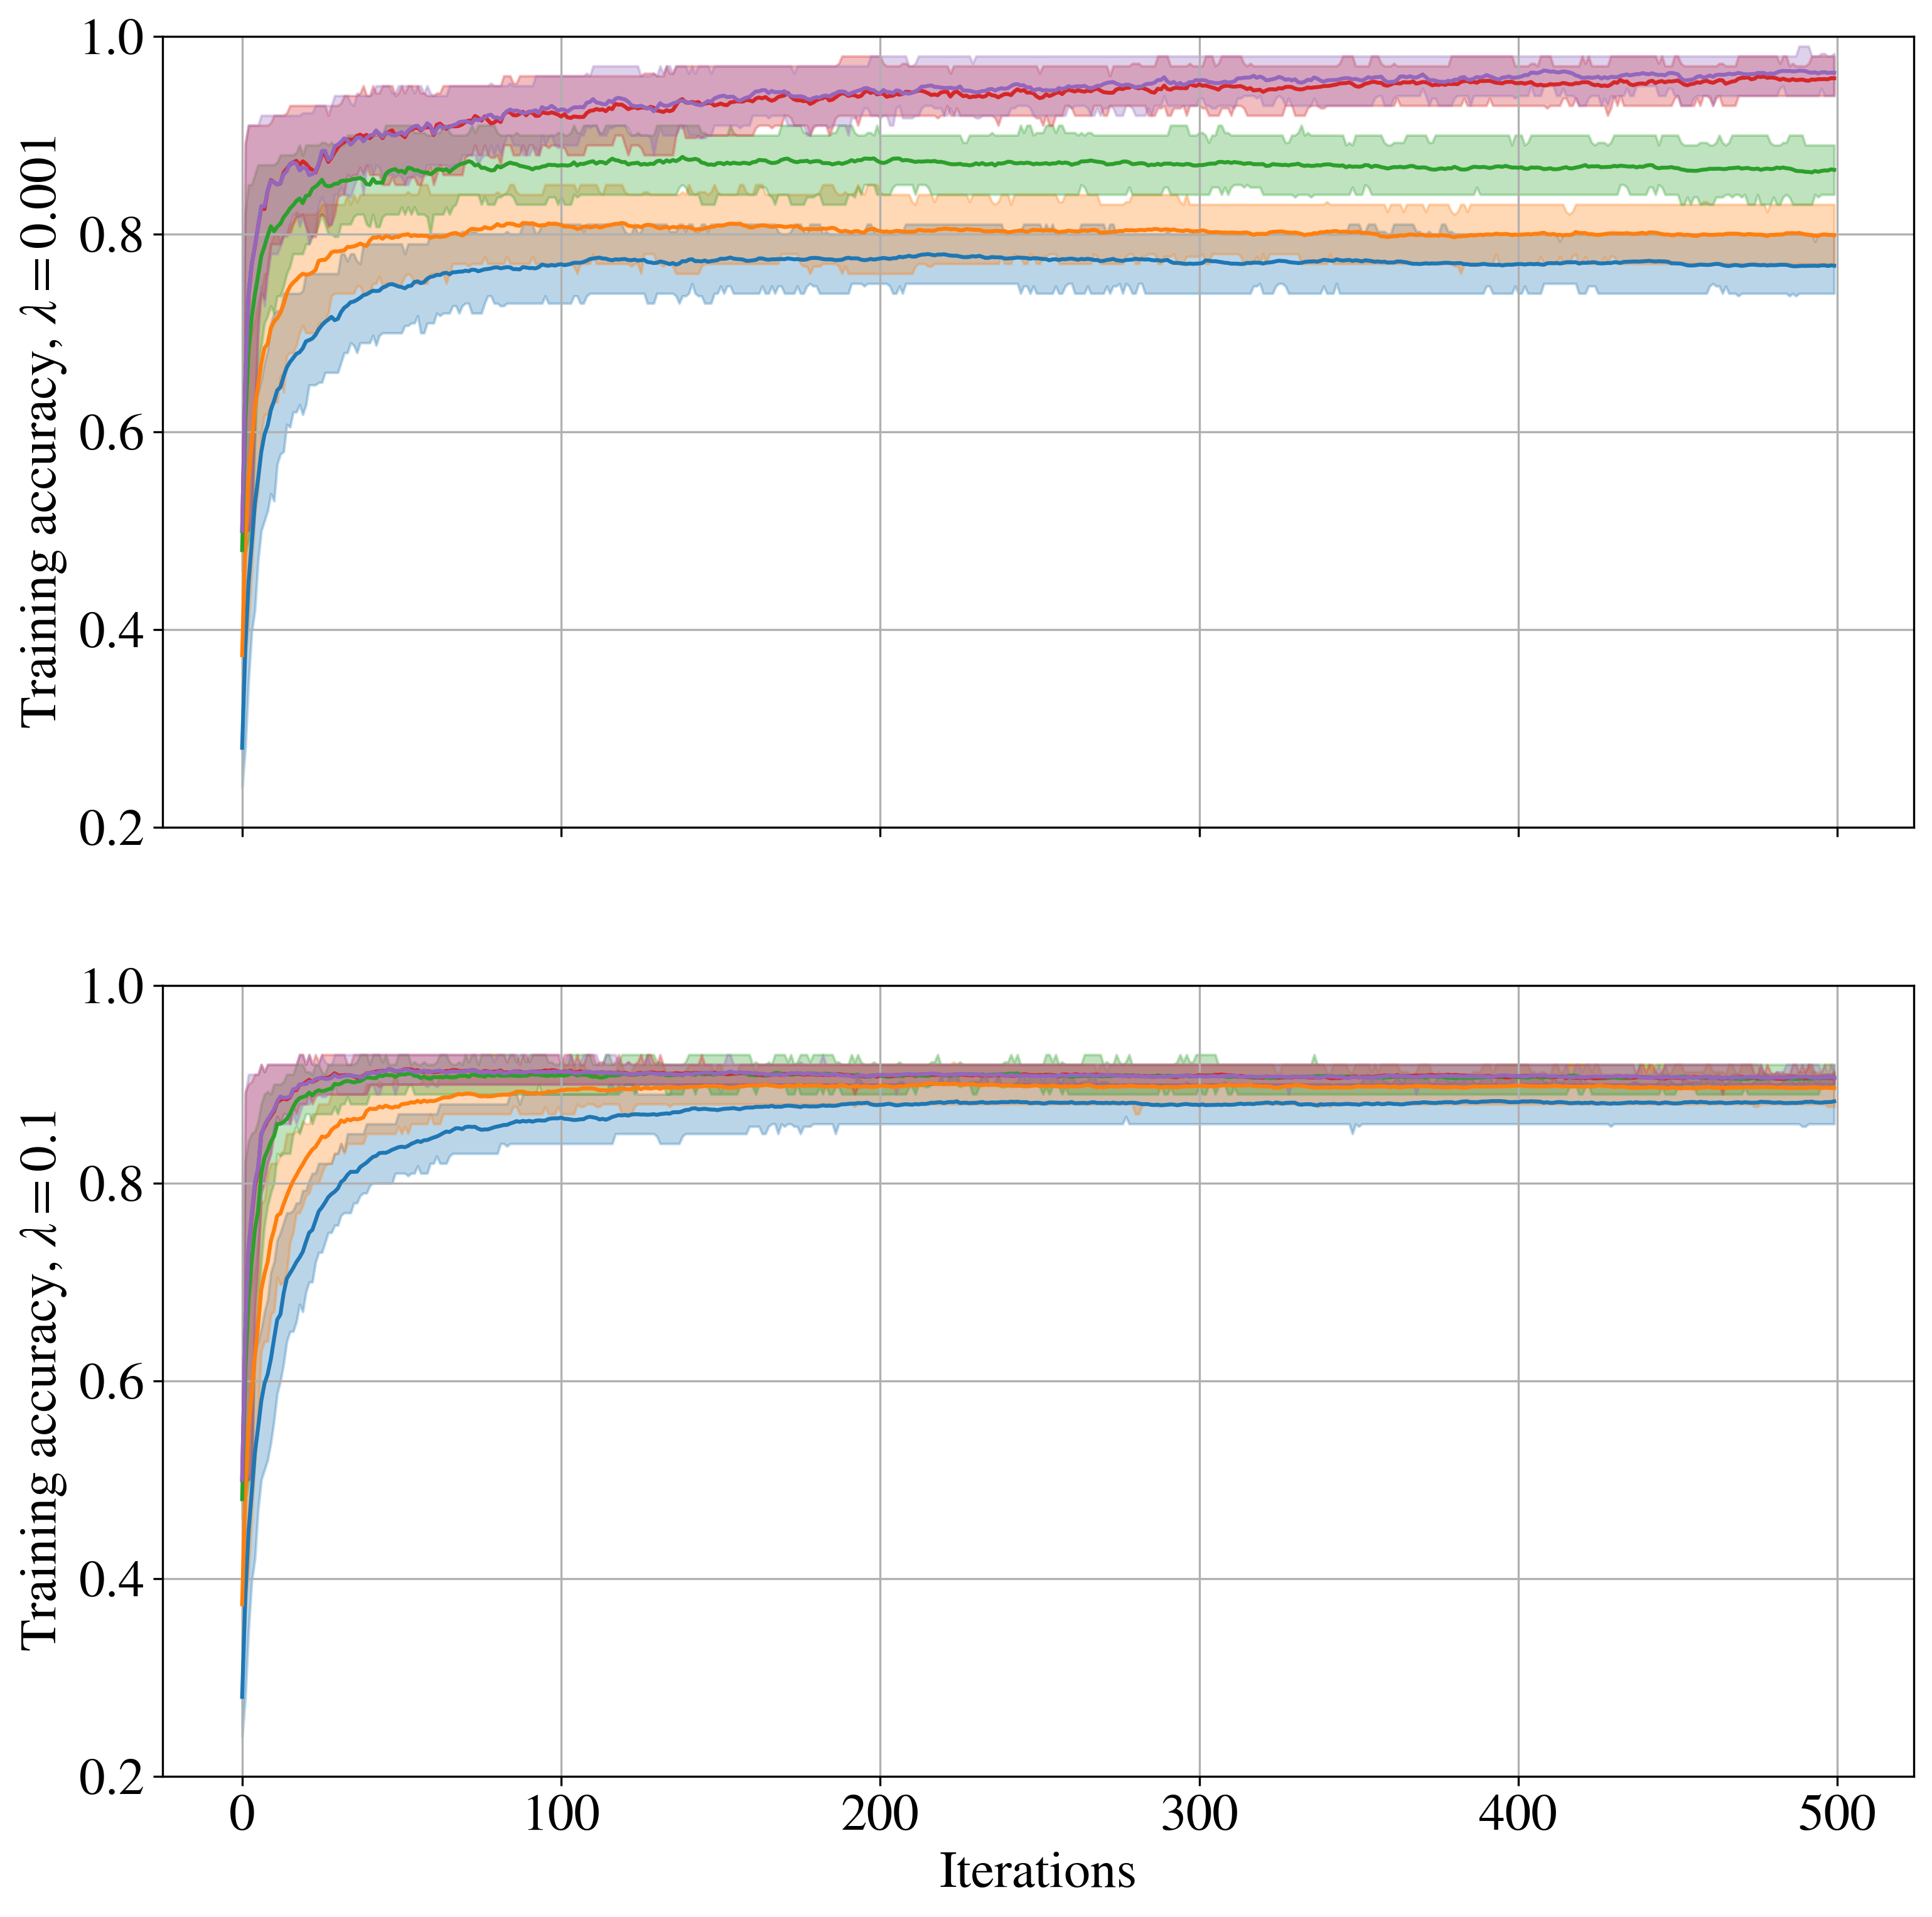 Training accuracy, λ = 0.001
1.0
0.8
0.6
0.4
0.2
Training accuracy, λ = 0.1
1.0
0.8
0.6
0.4
0.2
0 100 200 300 400 500
Iterations